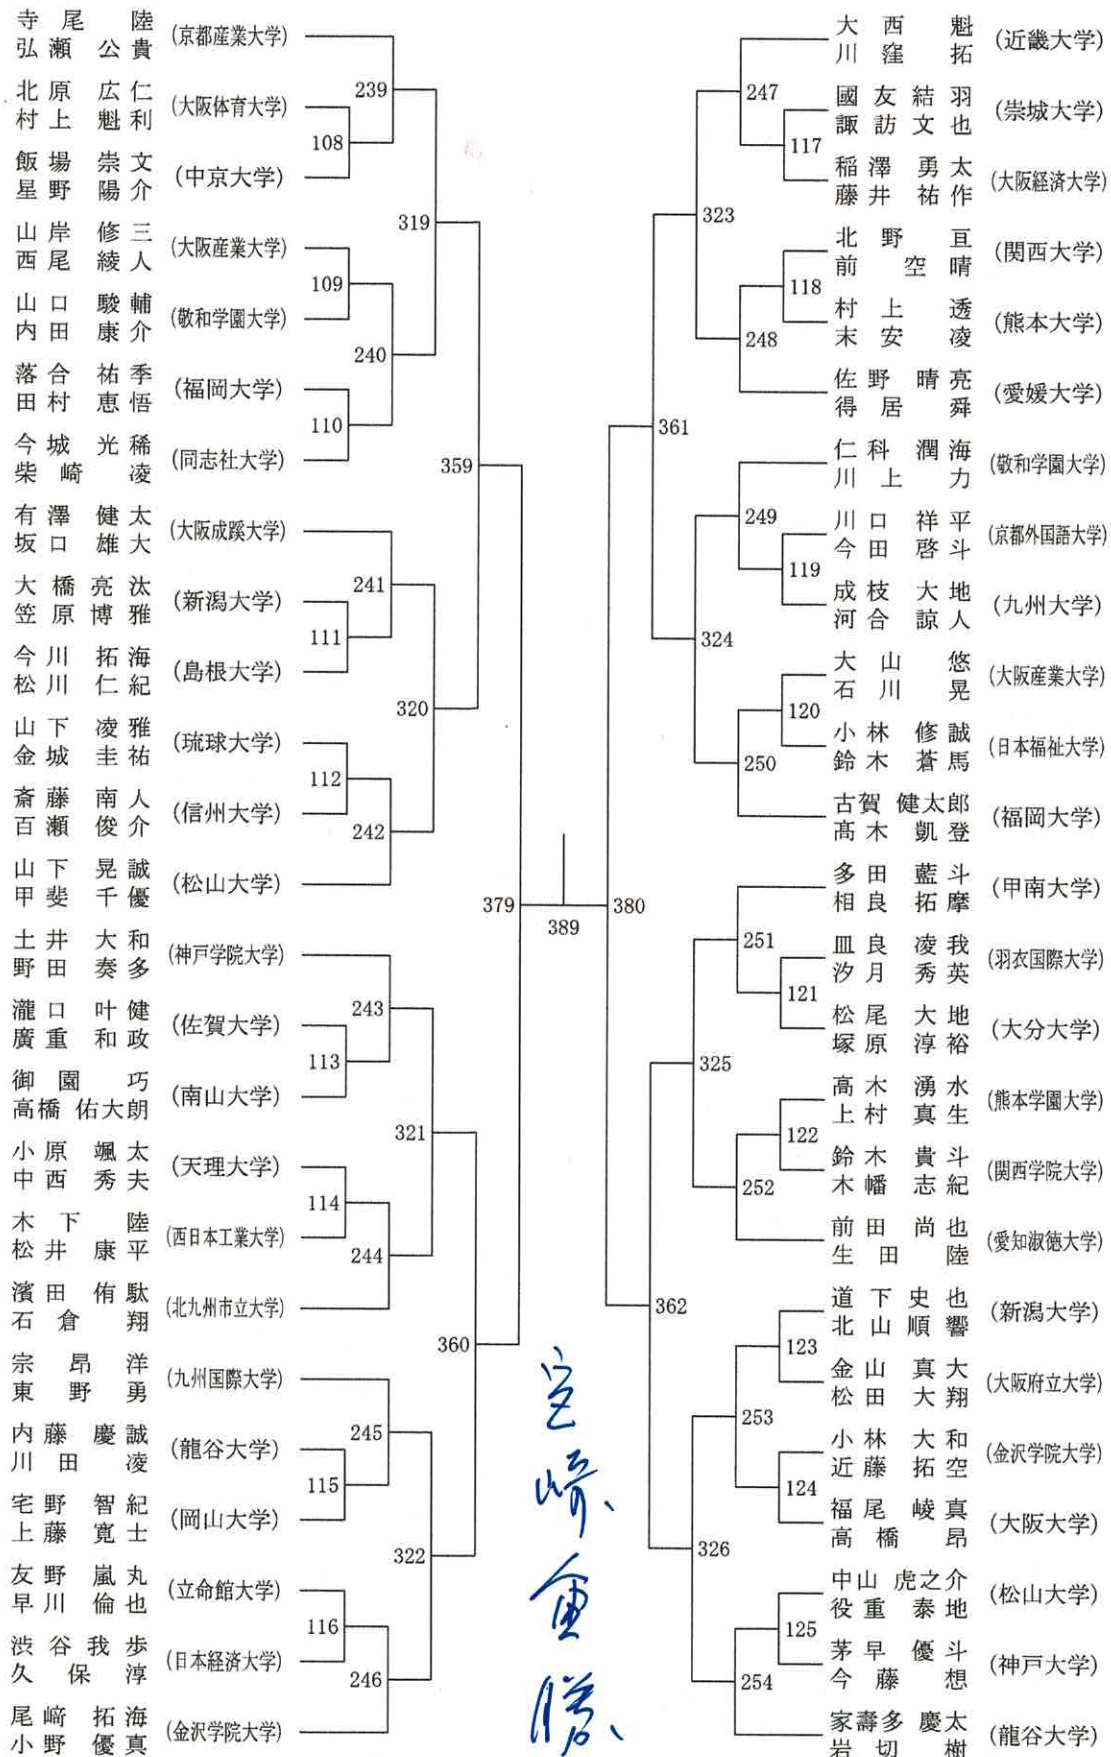 寺尾 陸
弘瀬公貴
(京都産業大学)
239
北原広仁
村上魁利
(大阪体育大学)
108
飯場崇文
星野陽介
(中京大学)
319
山岸修三
西尾綾人
(大阪産業大学)
109
山口駿輔
内田康介
(敬和学園大学)
240
落合祐季
田村恵悟
(福岡大学)
110
今城光稀
柴崎 凌
(同志社大学)
359
有澤健太
坂口雄大
(大阪成蹊大学)
241
大橋亮汰
笠原博雅
(新潟大学)
111
今川拓海
松川仁紀
(島根大学)
320
山下凌雅
金城圭祐
(琉球大学)
112
斎藤南人
百瀬俊介
(信州大学)
242
山下晃誠
甲斐千優
(松山大学)
379
土井大和
野田奏多
(神戸学院大学)
243
瀧口叶健
廣重和政
(佐賀大学)
113
御園 巧
高橋佑大朗
(南山大学)
321
小原颯太
中西秀夫
(天理大学)
114
木下 陸
松井康平
(西日本工業大学)
244
濱田侑駄
石倉 翔
(北九州市立大学)
360
宗 昂洋
東野 勇
(九州国際大学)
245
内藤慶誠
川田 凌
(龍谷大学)
115
宅野智紀
上藤寛士
(岡山大学)
322
友野嵐丸
早川倫也
(立命館大学)
116
渋谷我歩
久保 淳
(日本経済大学)
246
尾﨑拓海
小野優真
(金沢学院大学)
389
大西 魁
川窪 拓
(近畿大学)
247
國友結羽
諏訪文也
(崇城大学)
117
稲澤勇太
藤井祐作
(大阪経済大学)
323
北野 亘
前 空晴
(関西大学)
118
村上 透
末安 凌
(熊本大学)
248
佐野晴亮
得居 舜
(愛媛大学)
361
仁科潤海
川上 力
(敬和学園大学)
249
川口祥平
今田啓斗
(京都外国語大学)
119
成枝大地
河合諒人
(九州大学)
324
大山 悠
石川 晃
(大阪産業大学)
120
小林修誠
鈴木蒼馬
(日本福祉大学)
250
古賀健太郎
髙木凱登
(福岡大学)
380
多田藍斗
相良拓摩
(甲南大学)
251
皿良凌我
汐月秀英
(羽衣国際大学)
121
松尾大地
塚原淳裕
(大分大学)
325
高木湧水
上村真生
(熊本学園大学)
122
鈴木貴斗
木幡志紀
(関西学院大学)
252
前田尚也
生田 陸
(愛知淑徳大学)
362
道下史也
北山順響
(新潟大学)
123
金山真大
松田大翔
(大阪府立大学)
253
小林大和
近藤拓空
(金沢学院大学)
124
福尾崚真
高橋 昂
(大阪大学)
326
中山虎之介
役重泰地
(松山大学)
125
茅早優斗
今藤 想
(神戸大学)
254
家壽多慶太
岩切 樹
(龍谷大学)
宮崎